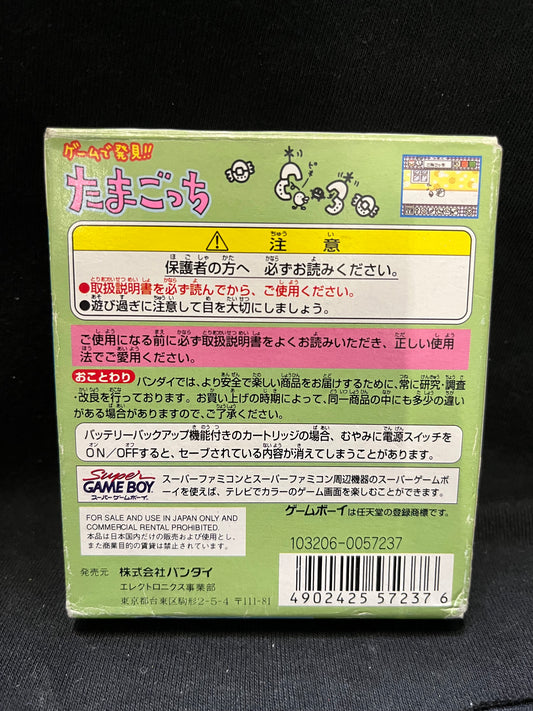 ゲームで発見!!
たまごっち
ピキ
注意
保護者の方へ 必ずお読みください。
●取扱説明書を必ず読んでから、ご使用ください。
●遊び過ぎに注意して目を大切にしましょう。
ご使用になる前に必ず取扱説明書をよくお読みいただき、正しい使用
法でご愛用ください。
おことわり バンダイでは、より安全で楽しい商品をお届けするために、常に研究・調査
・改良を行っております。お買い上げの時期によって、同一商品の中にも多少の違い
がある場合がありますので、ご了承ください。
バッテリーバックアップ機能付きのカートリッジの場合、むやみに電源スイッチを
ON/OFFすると、セーブされている内容が消えてしまうことがあります。
Super
GAME BOY
スーパーゲームボーイ
スーパーファミコンとスーパーファミコン周辺機器のスーパーゲームボ
ーイを使えば、テレビでカラーのゲーム画面を楽しむことができます。
FOR SALE AND USE IN JAPAN ONLY AND
COMMERCIAL RENTAL PROHIBITED.
本品は日本国内だけの販売および使用とし、
また商業目的の賃貸は禁止されています。
ゲームボーイは任天堂の登録商標です。
103206-0057237
発売元 株式会社バンダイ
エレクトロニクス事業部
東京都台東区駒形2-5-4 〒111-81
4902425572376